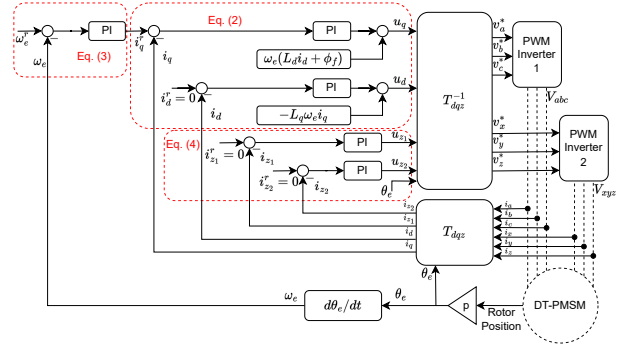 ω_e^r
PI
i_q^r
Eq. (2)
PI
u_q
v_a^*
v_b^*
v_c^*
PWM
Inverter
1
ω_e
Eq. (3)
i_q
ω_e(L_d i_d + ϕ_f)
PI
u_d
i_d^r = 0
i_d
−L_q ω_e i_q
T_{dqz}^{-1}
V_{abc}
v_x^*
v_y^*
v_z^*
PWM
Inverter
2
Eq. (4)
PI
u_{z_1}
i_{z_1}^r = 0
i_{z_1}
PI
u_{z_2}
i_{z_2}^r = 0
i_{z_2}
θ_e
V_{xyz}
i_{z_2}
i_{z_1}
i_d
i_q
T_{dqz}
i_a
i_b
i_c
i_x
i_y
i_z
θ_e
ω_e
dθ_e/dt
θ_e
p
Rotor
Position
DT-PMSM